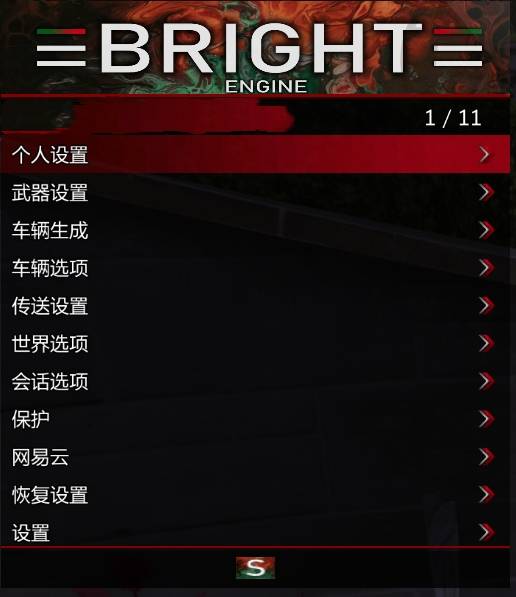 BRIGHT
ENGINE
1 / 11
个人设置
武器设置
车辆生成
车辆选项
传送设置
世界选项
会话选项
保护
网易云
恢复设置
设置
S